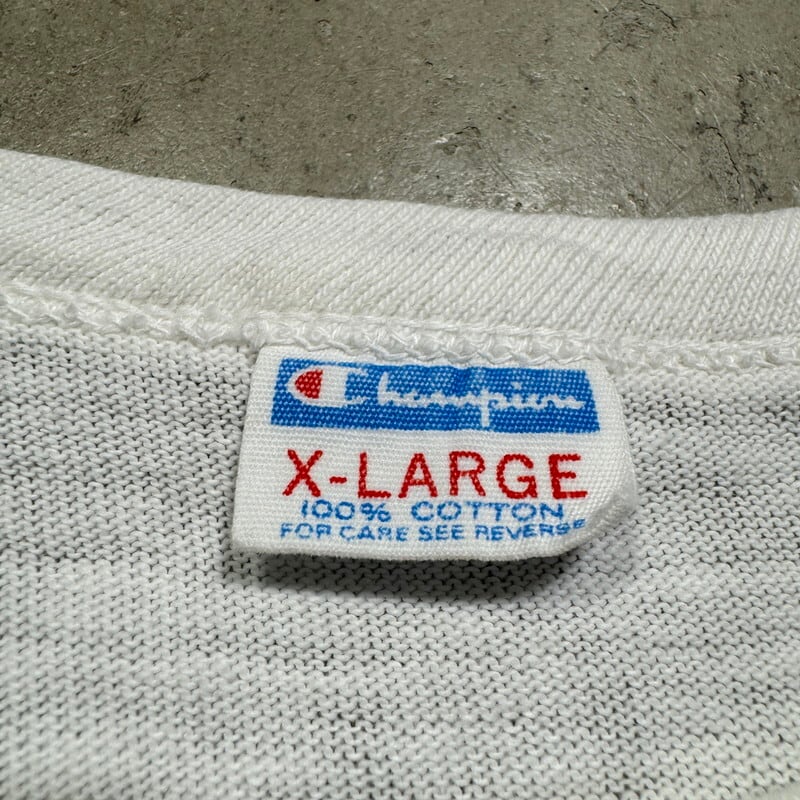 Champion
X-LARGE
100% COTTON
FOR CARE SEE REVERSE